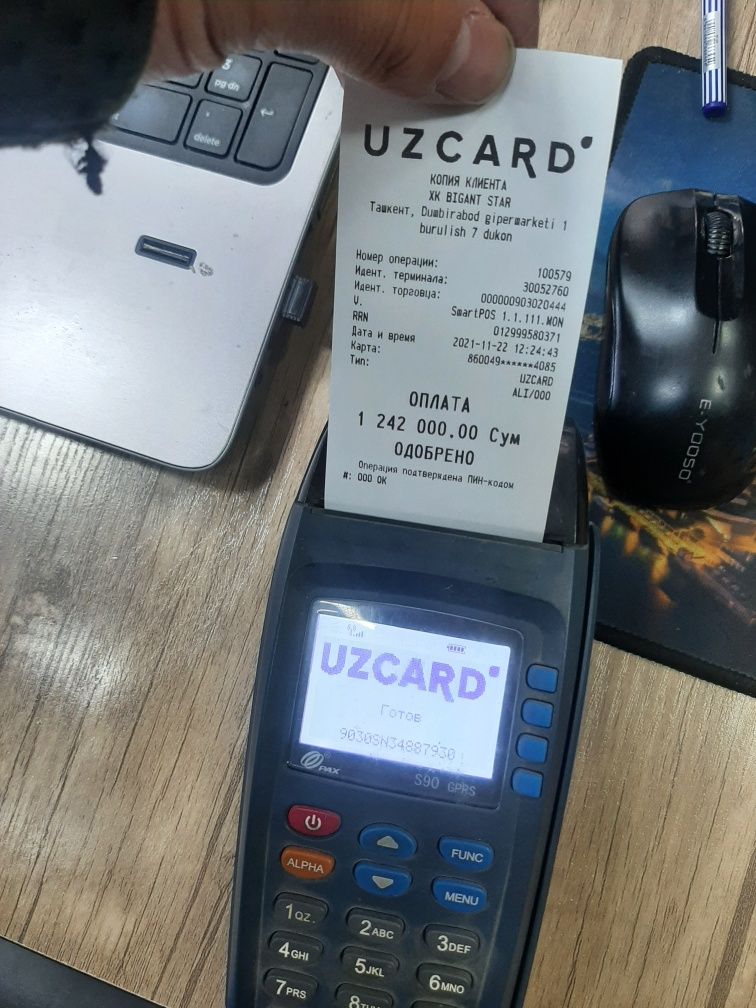 3
pg dn
.
delete
UZCARD
КОПИЯ КЛИЕНТА
XK BIGANT STAR
Ташкент, Dumbirabod gipermarketi 1
burulish 7 dukon
Номер операции: 100579
Идент. терминала: 30052760
Идент. торговца: 000000903020444
V. SmartPOS 1.1.111.MON
RRN 012999580371
Дата и время 2021-11-22 12:24:43
Карта: 860049******4085
Тип: UZCARD
ALI/000
ОПЛАТА
1 242 000,00 Сум
ОДОБРЕНО
Операция подтверждена ПИН-кодом
#: 000 OK
E-YOOSO
UZCARD
Готов
9030SN34887930
PAX
S90 GPRS
FUNC
ALPHA
MENU
1QZ.
2ABC
3DEF
4GHI
5JKL
6MNO
7PRS
8TUV